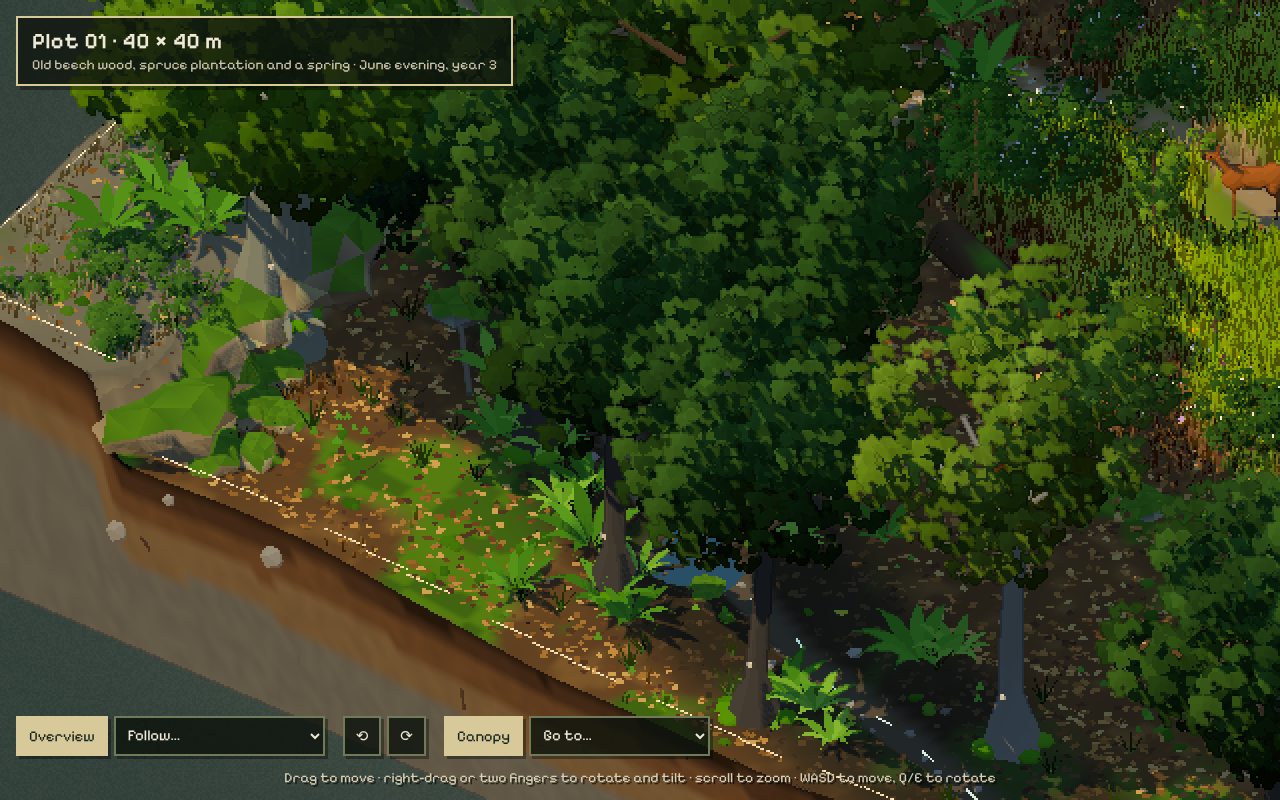 Plot 01 · 40 × 40 m
Old beech wood, spruce plantation and a spring · June evening, year 3
Overview
Follow...
⟲
⟳
Canopy
Go to...
Drag to move · right-drag or two fingers to rotate and tilt · scroll to zoom · WASD to move, Q/E to rotate